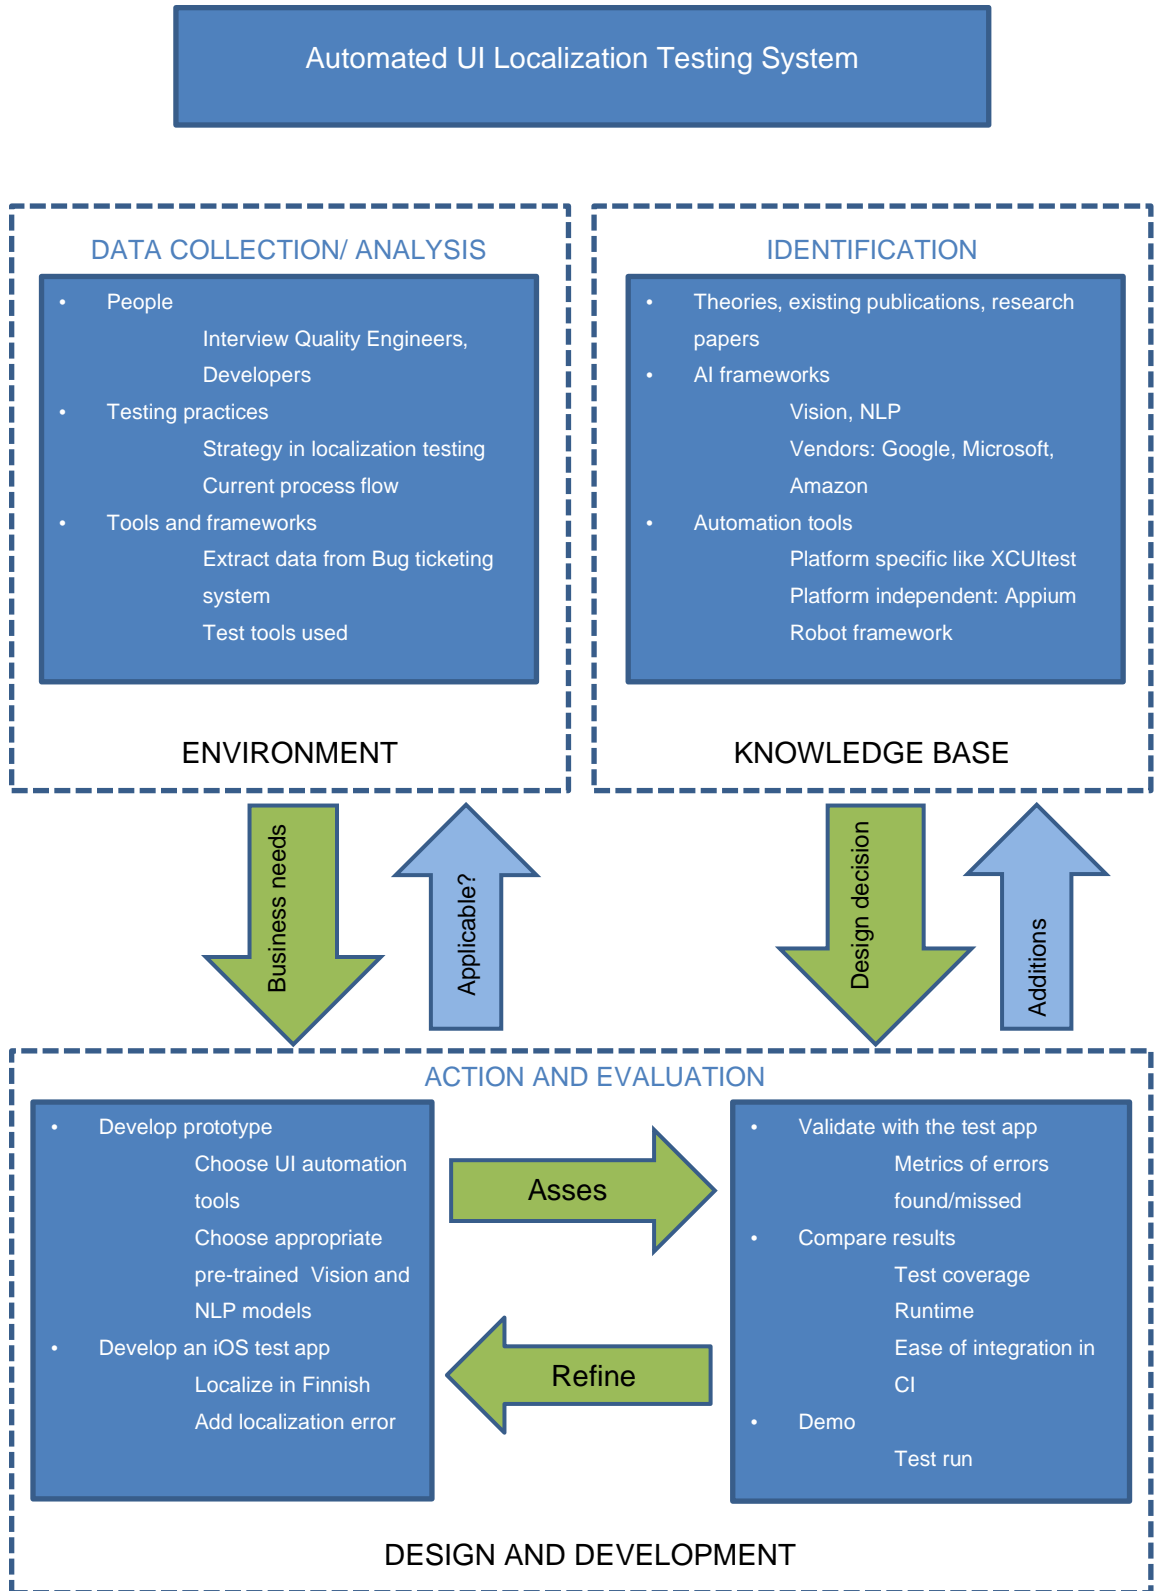 Automated UI Localization Testing System
DATA COLLECTION/ ANALYSIS
• People
Interview Quality Engineers,
Developers
• Testing practices
Strategy in localization testing
Current process flow
• Tools and frameworks
Extract data from Bug ticketing
system
Test tools used
ENVIRONMENT
IDENTIFICATION
• Theories, existing publications, research
papers
• AI frameworks
Vision, NLP
Vendors: Google, Microsoft,
Amazon
• Automation tools
Platform specific like XCUItest
Platform independent: Appium
Robot framework
KNOWLEDGE BASE
Business needs
Applicable?
Design decision
Additions
ACTION AND EVALUATION
• Develop prototype
Choose UI automation
tools
Choose appropriate
pre-trained Vision and
NLP models
• Develop an iOS test app
Localize in Finnish
Add localization error
Asses
Refine
• Validate with the test app
Metrics of errors
found/missed
• Compare results
Test coverage
Runtime
Ease of integration in
CI
• Demo
Test run
DESIGN AND DEVELOPMENT